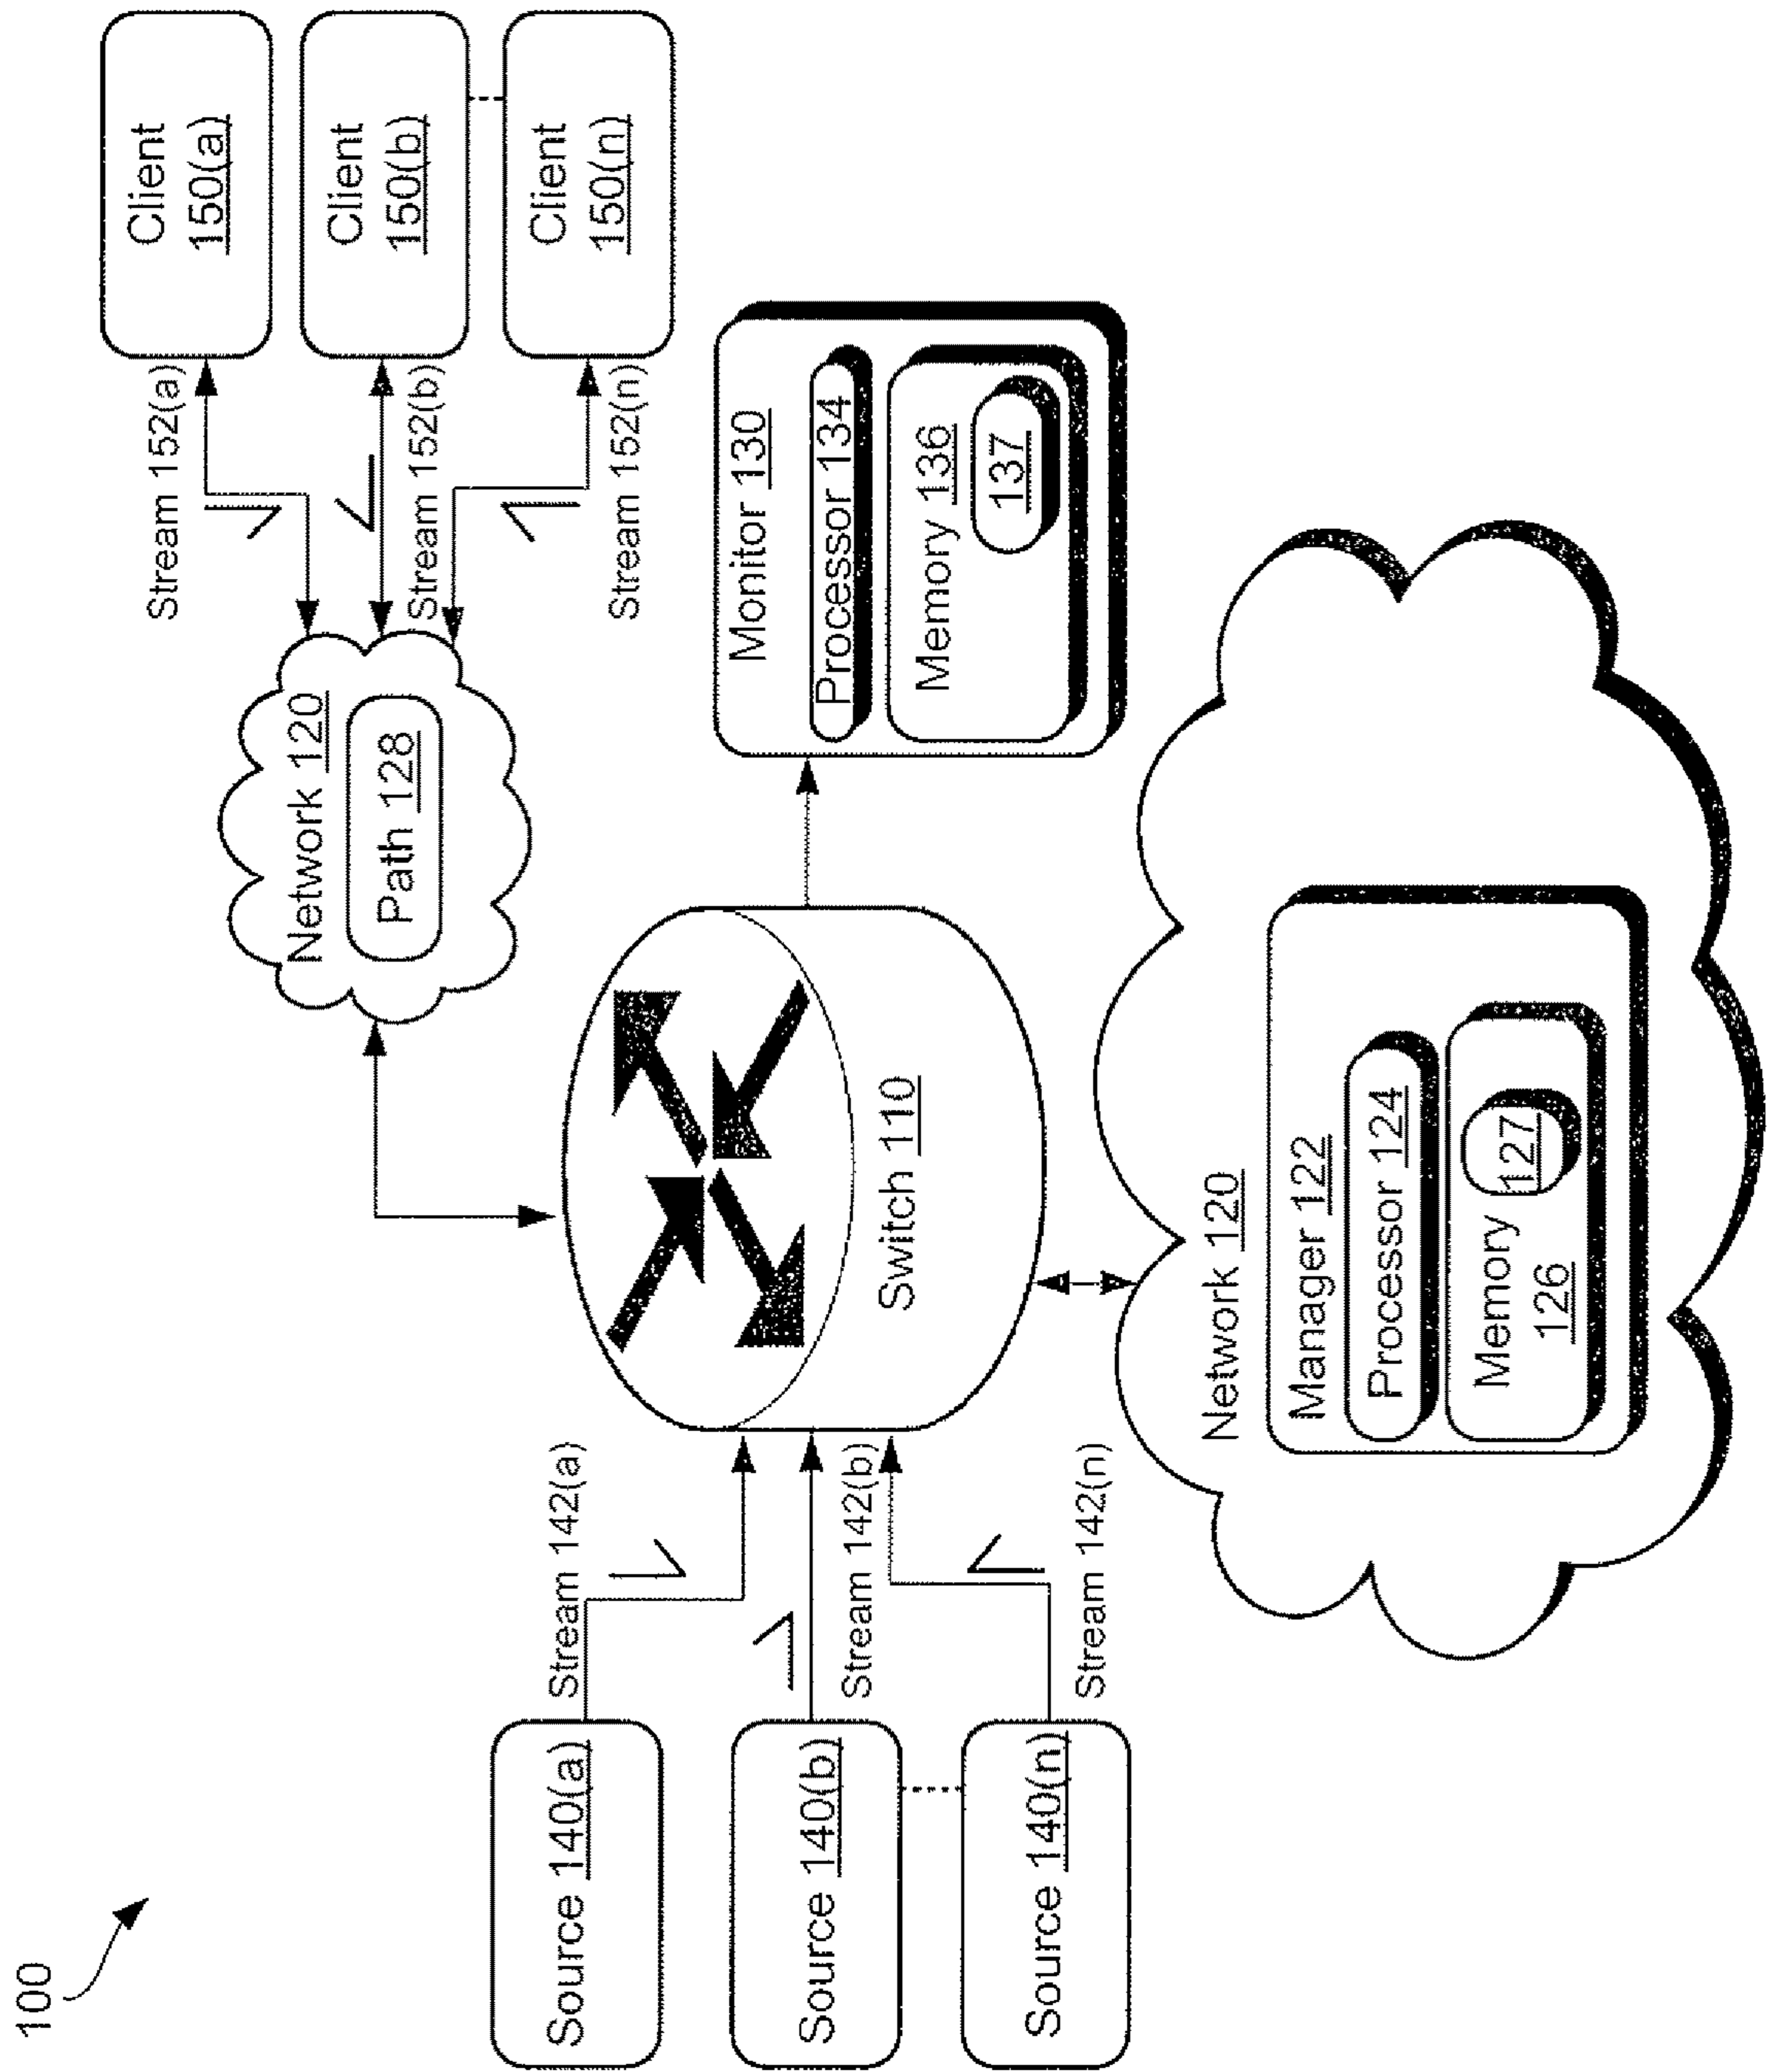 100
Client
150(a)
Client
150(b)
Client
150(n)
Stream 152(a)
Stream 152(b)
Stream 152(n)
Network 120
Path 128
Monitor 130
Processor 134
Memory 136
137
Switch 110
Source 140(a)
Source 140(b)
Source 140(n)
Stream 142(a)
Stream 142(b)
Stream 142(n)
Network 120
Manager 122
Processor 124
Memory
126
127